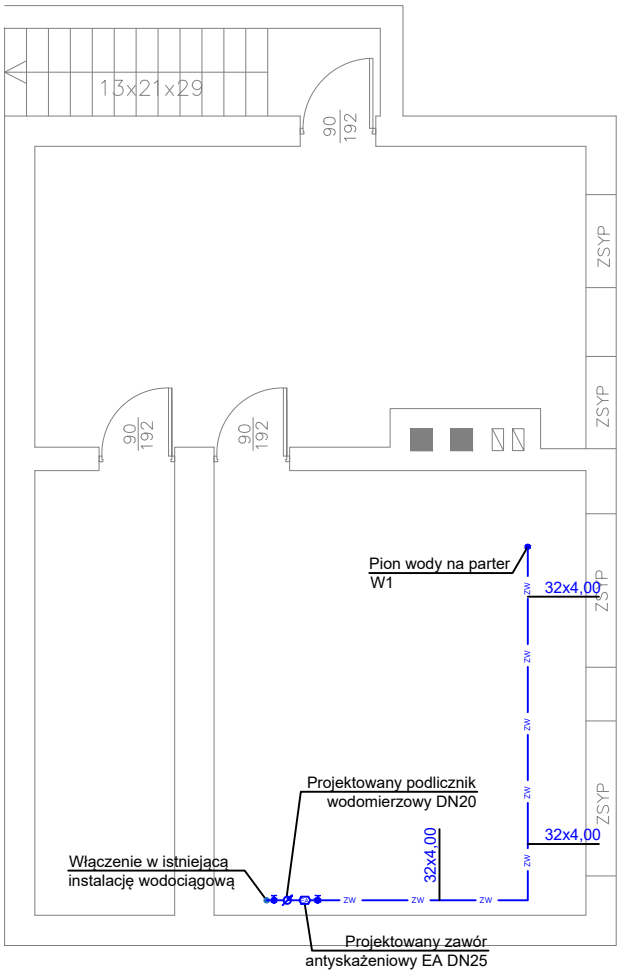 13x21x29
90
192
ZSYP
ZSYP
90
192
90
192
Pion wody na parter
W1
ZW
32x4,00
ZSYP
ZW
ZW
ZW
ZSYP
Projektowany podlicznik
wodomierzowy DN20
32x4,00
32x4,00
Włączenie w istniejącą
instalację wodociągową
ZW
EA
ZW
ZW
ZW
Projektowany zawór
antyskażeniowy EA DN25